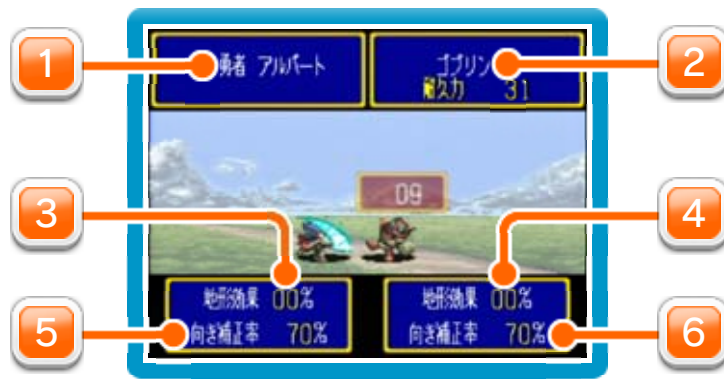 1
勇者 アルバート
ゴブリン
2
耐久力 31
09
3
4
地形効果 00%
地形効果 00%
5
向き補正率 70%
向き補正率 70%
6